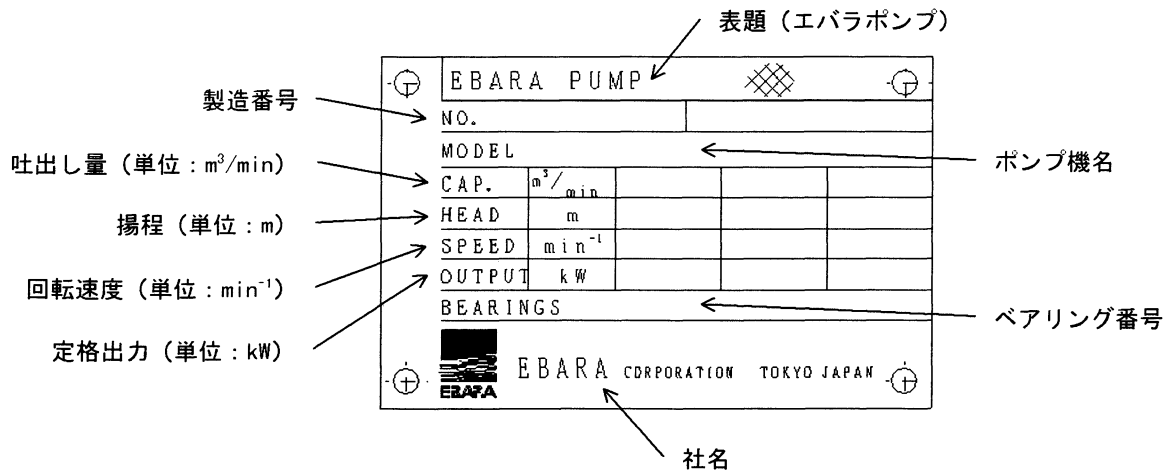 表題（エバラポンプ）
EBARA PUMP
製造番号
NO.
MODEL
ポンプ機名
吐出し量（単位：m³/min）
CAP. m³/min
揚程（単位：m）
HEAD m
SPEED min⁻¹
回転速度（単位：min⁻¹）
OUTPUT kW
BEARINGS
ベアリング番号
定格出力（単位：kW）
EBARA
EBARA CORPORATION TOKYO JAPAN
社名